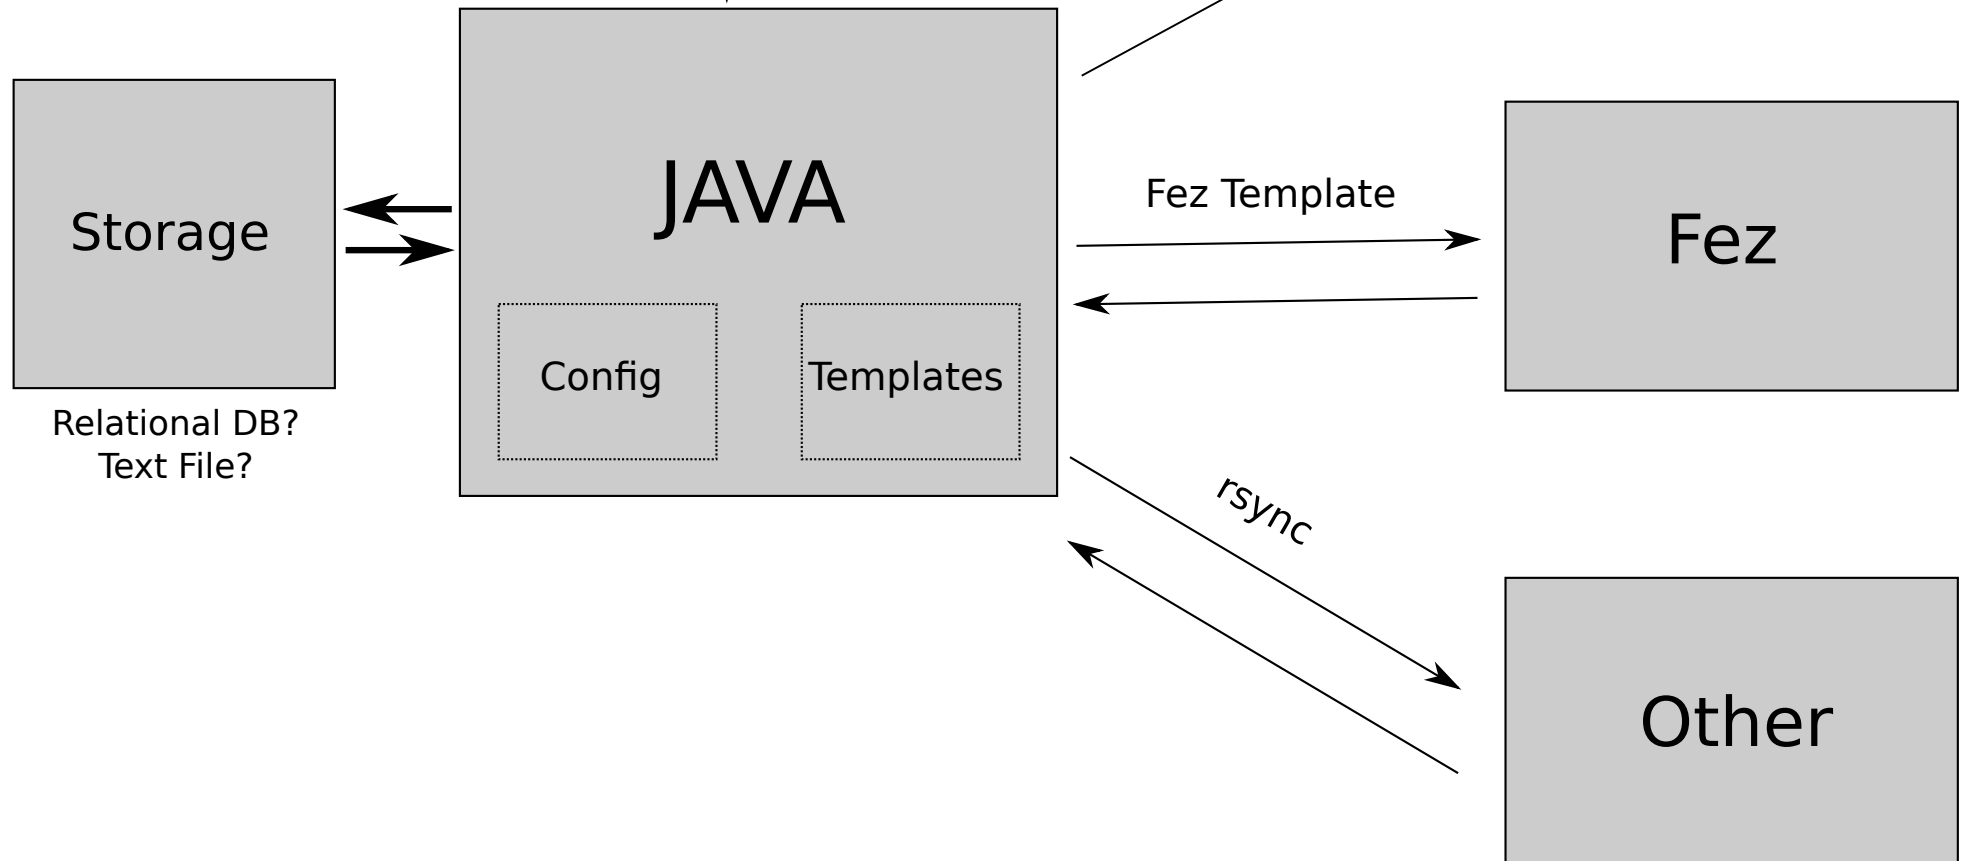 JAVA
Storage
Fez Template
Fez
Config
Templates
Relational DB?
Text File?
rsync
Other